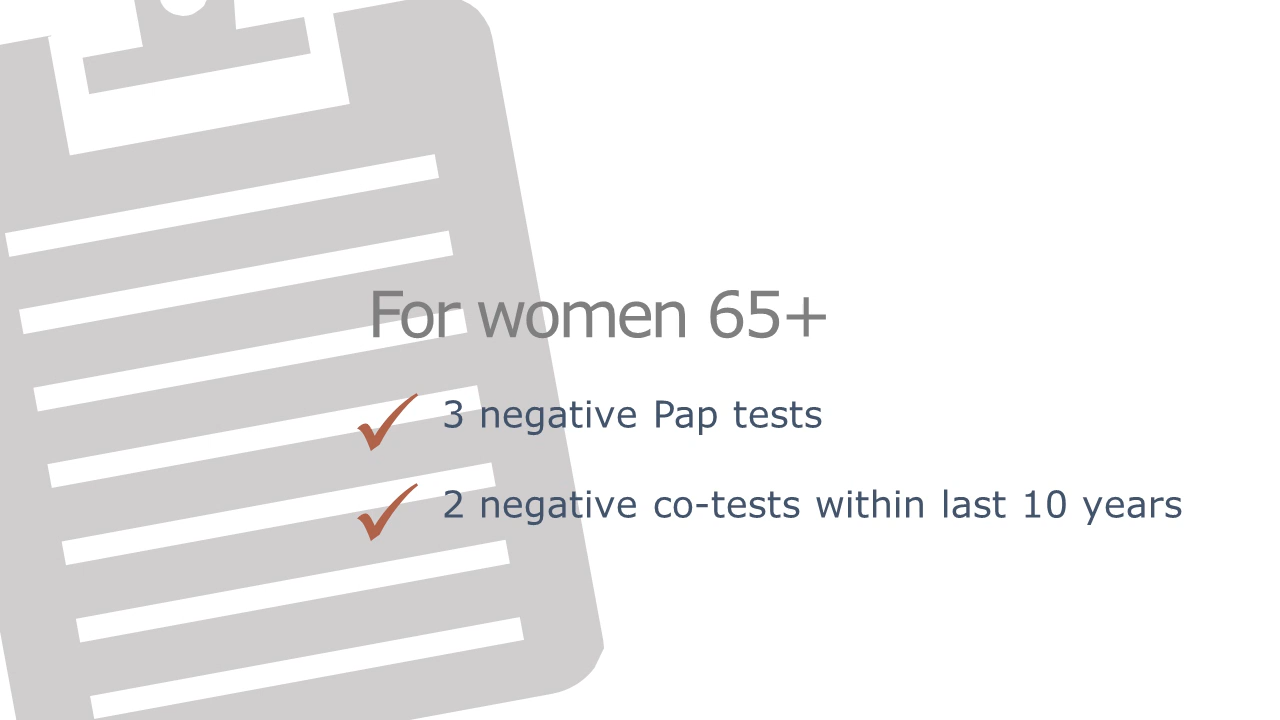 For women 65+
3 negative Pap tests
2 negative co-tests within last 10 years